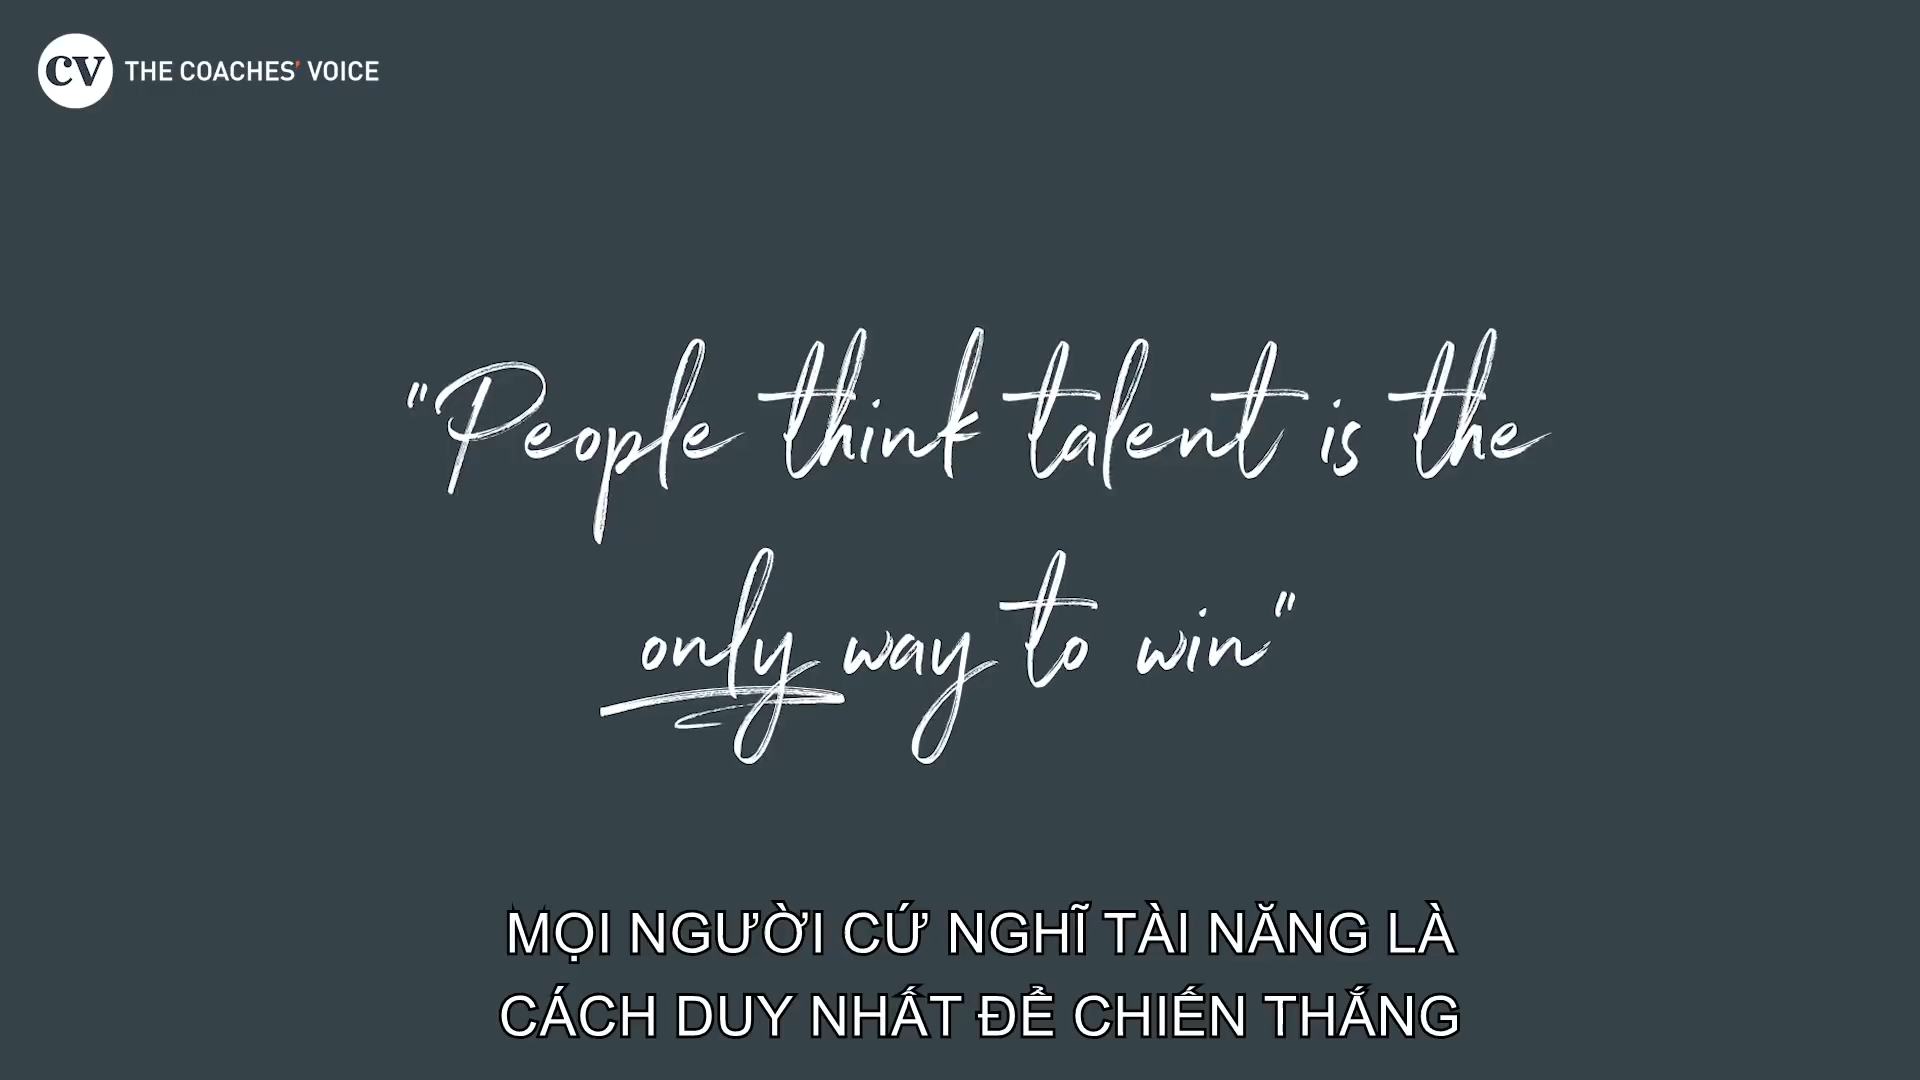 CV THE COACHES' VOICE
"People think talent is the
only way to win"
MỌI NGƯỜI CỨ NGHĨ TÀI NĂNG LÀ
CÁCH DUY NHẤT ĐỂ CHIẾN THẮNG